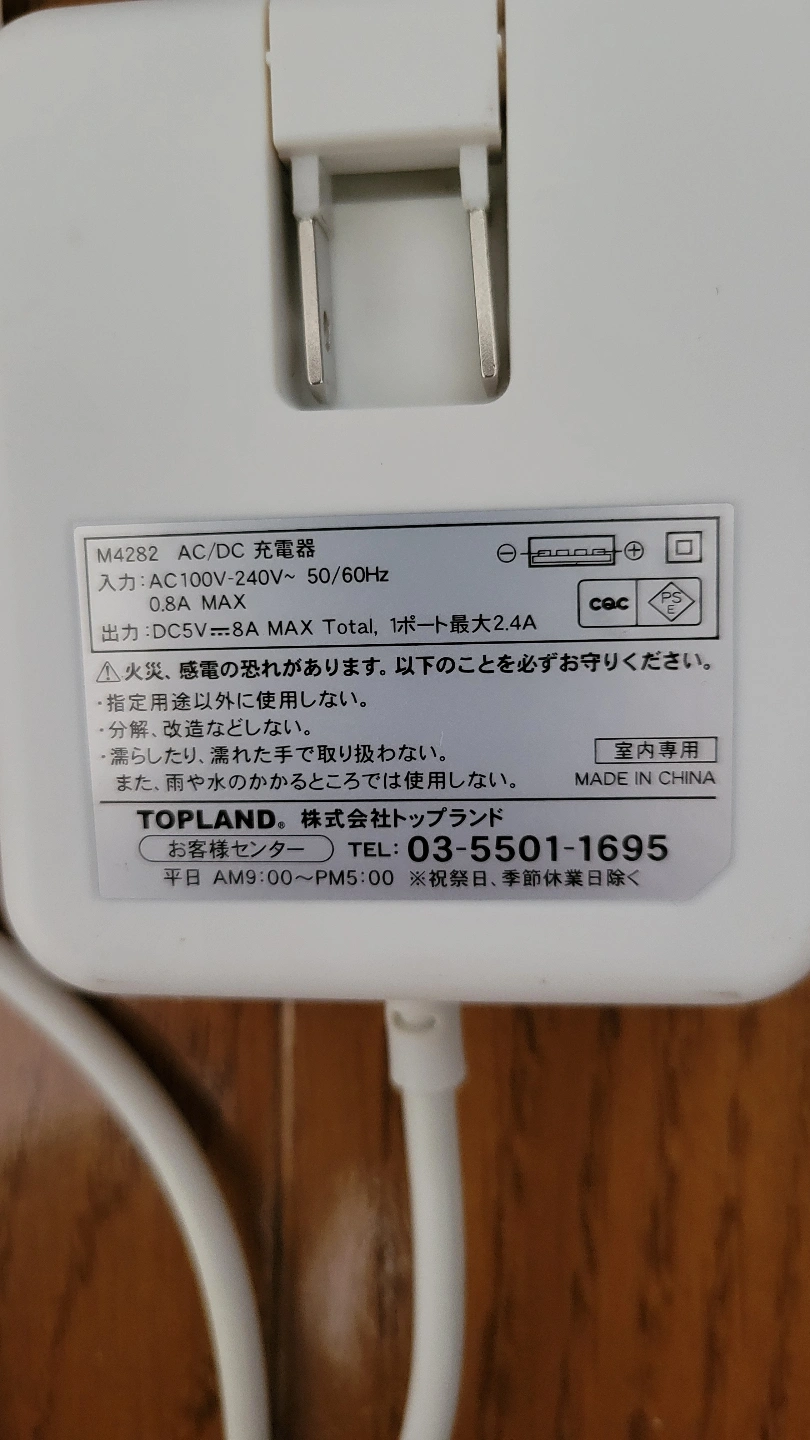 M4282 AC/DC 充電器
入力:AC100V-240V~ 50/60Hz
0.8A MAX
出力:DC5V⎓8A MAX Total, 1ポート最大2.4A
⊖ ⊕
CQC PSE
⚠火災、感電の恐れがあります。以下のことを必ずお守りください。
・指定用途以外に使用しない。
・分解、改造などしない。
・濡らしたり、濡れた手で取り扱わない。
また、雨や水のかかるところでは使用しない。
室内専用
MADE IN CHINA
TOPLAND® 株式会社トップランド
お客様センター TEL: 03-5501-1695
平日 AM9:00~PM5:00 ※祝祭日、季節休業日除く